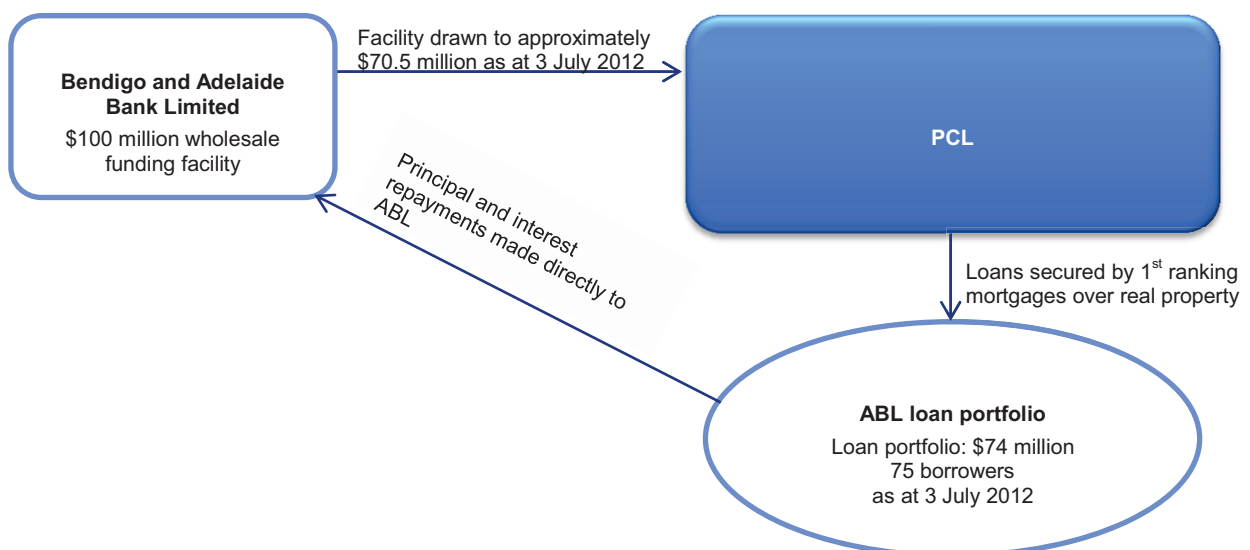 Bendigo and Adelaide
Bank Limited
$100 million wholesale
funding facility
Facility drawn to approximately
$70.5 million as at 3 July 2012
PCL
Principal and interest
repayments made directly to
ABL
Loans secured by 1st ranking
mortgages over real property
ABL loan portfolio
Loan portfolio: $74 million
75 borrowers
as at 3 July 2012